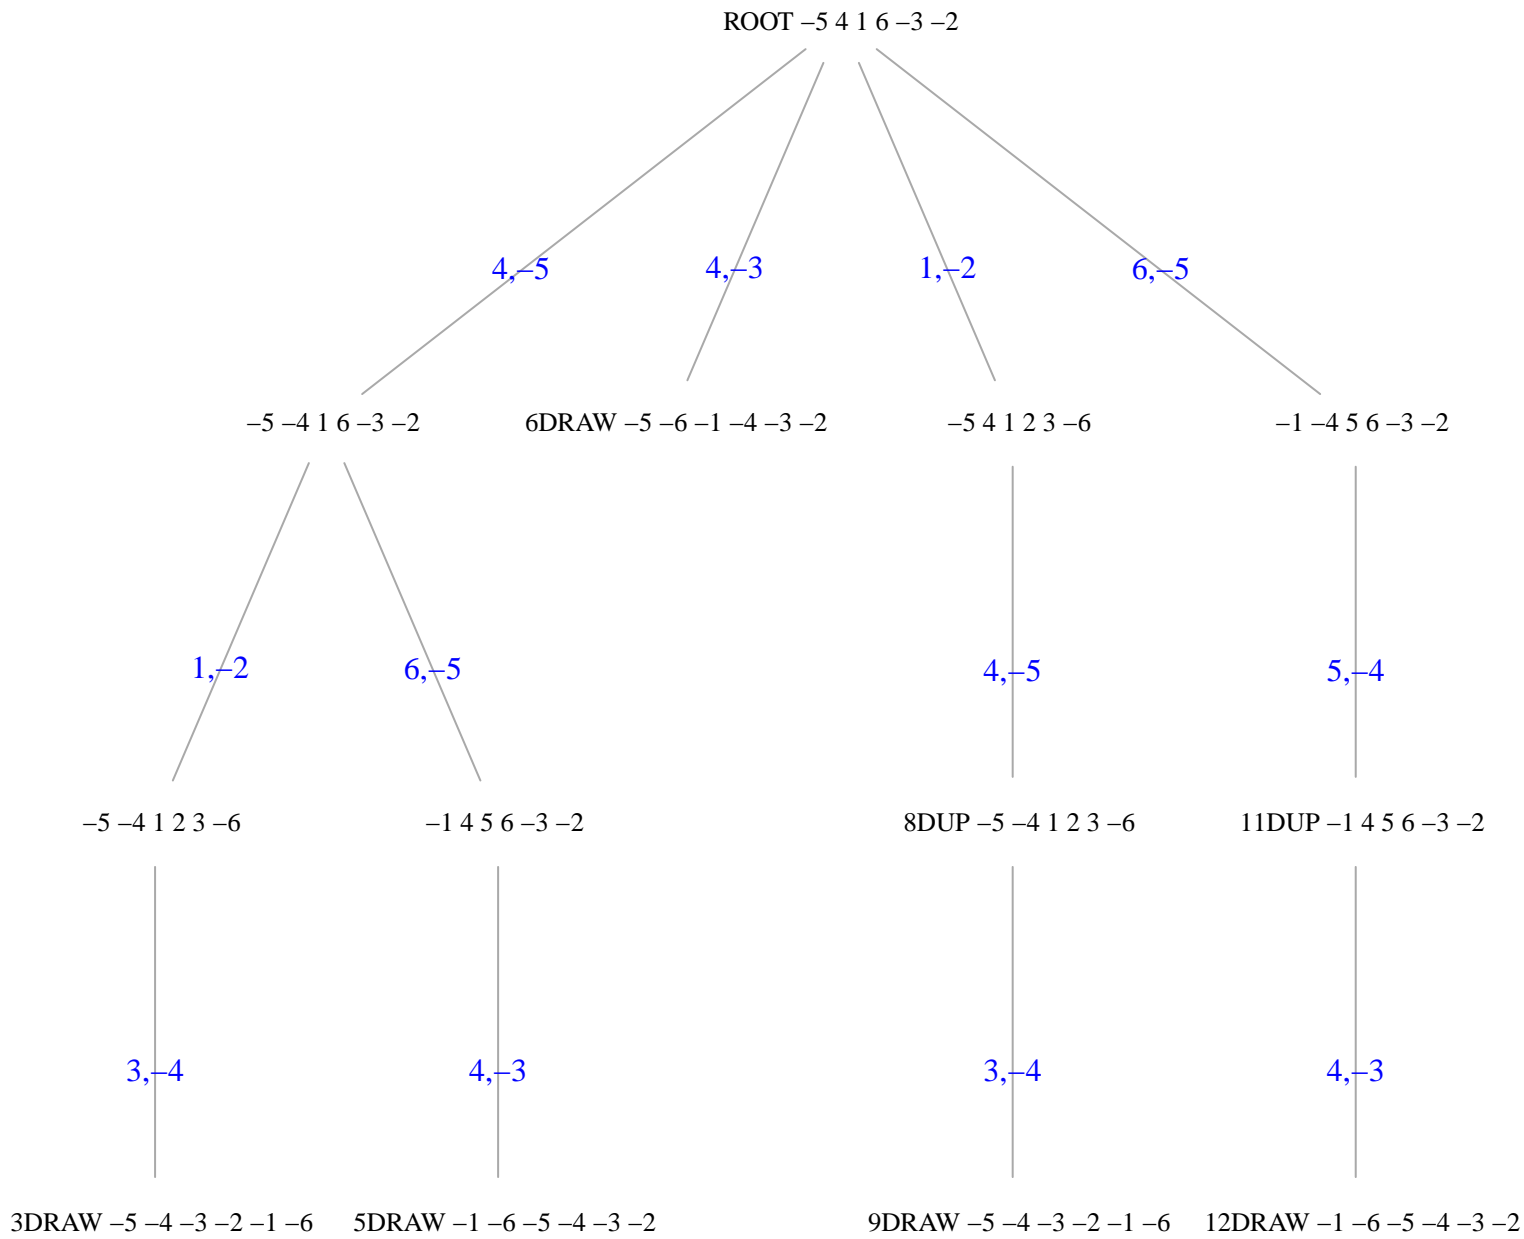 ROOT –5 4 1 6 –3 –2
4,–5
4,–3
1,–2
6,–5
–5 –4 1 6 –3 –2
6DRAW –5 –6 –1 –4 –3 –2
–5 4 1 2 3 –6
–1 –4 5 6 –3 –2
1,–2
6,–5
4,–5
5,–4
–5 –4 1 2 3 –6
–1 4 5 6 –3 –2
8DUP –5 –4 1 2 3 –6
11DUP –1 4 5 6 –3 –2
3,–4
4,–3
3,–4
4,–3
3DRAW –5 –4 –3 –2 –1 –6
5DRAW –1 –6 –5 –4 –3 –2
9DRAW –5 –4 –3 –2 –1 –6
12DRAW –1 –6 –5 –4 –3 –2